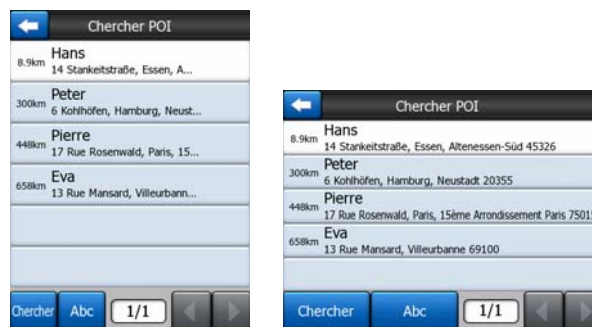 Chercher POI
8.9km Hans
14 Stankeitstraße, Essen, A...
300km Peter
6 Kohlhöfen, Hamburg, Neust...
448km Pierre
17 Rue Rosenwald, Paris, 15...
658km Eva
13 Rue Mansard, Villeurbann...
Chercher Abc 1/1
Chercher POI
8.9km Hans
14 Stankeitstraße, Essen, Altenessen-Süd 45326
300km Peter
6 Kohlhöfen, Hamburg, Neustadt 20355
448km Pierre
17 Rue Rosenwald, Paris, 15ème Arrondissement Paris 75015
658km Eva
13 Rue Mansard, Villeurbanne 69100
Chercher Abc 1/1